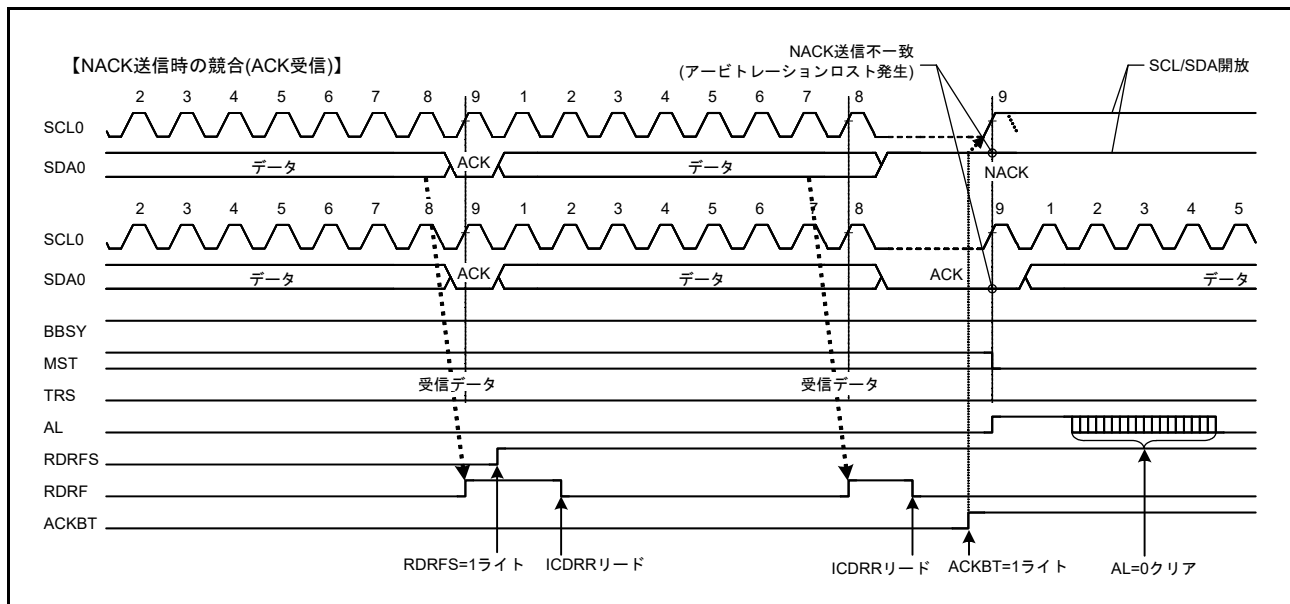 【NACK送信時の競合(ACK受信)】
NACK送信不一致
(アービトレーションロスト発生)
SCL/SDA開放
2 3 4 5 6 7 8 9 1 2 3 4 5 6 7 8 9
SCL0
SDA0 データ ACK データ NACK
2 3 4 5 6 7 8 9 1 2 3 4 5 6 7 8 9 1 2 3 4 5
SCL0
SDA0 データ ACK データ ACK データ
BBSY
MST
受信データ 受信データ
TRS
AL
RDRFS
RDRF
ACKBT
RDRFS=1ライト ICDRRリード ICDRRリード ACKBT=1ライト AL=0クリア